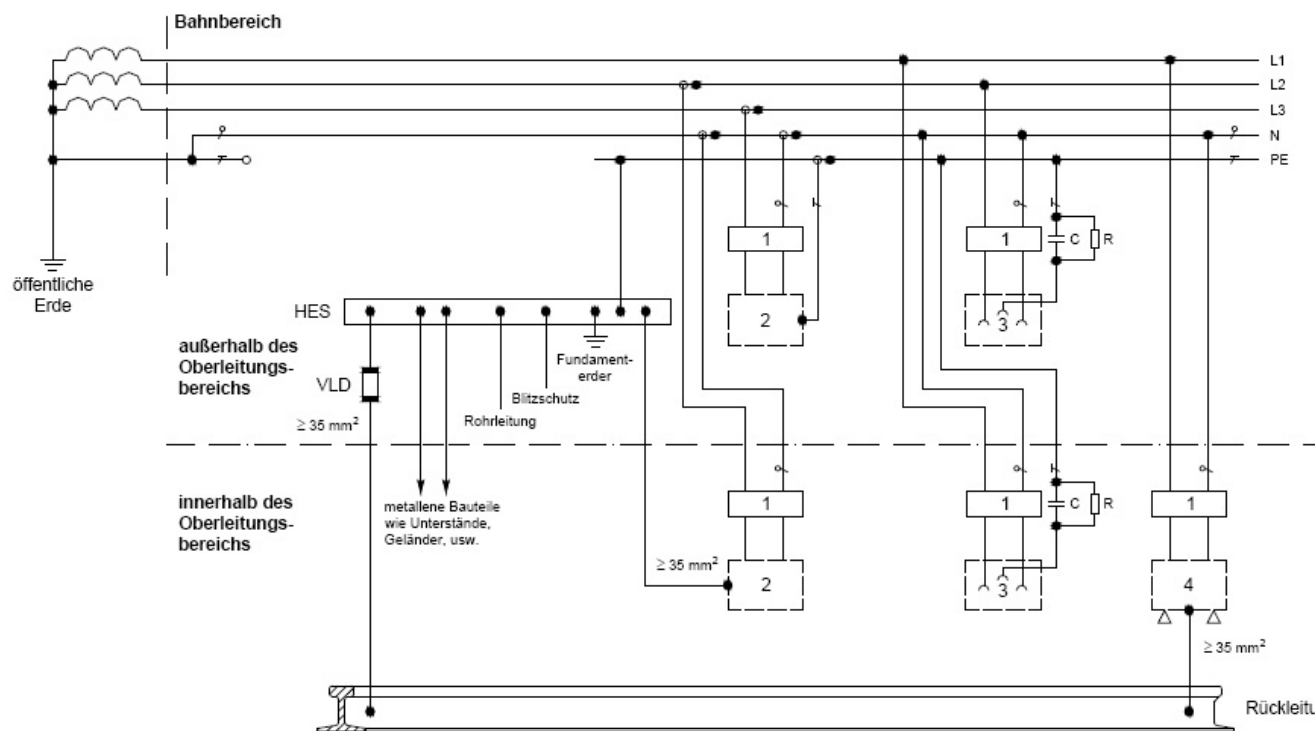 Bahnbereich
L1
L2
L3
N
PE
1
1
C
R
öffentliche
Erde
HES
2
3
außerhalb des
Oberleitungs-
bereichs
VLD
Fundament-
erder
Blitzschutz
Rohrleitung
≥ 35 mm²
innerhalb des
Oberleitungs-
bereichs
metallene Bauteile
wie Unterstände,
Geländer, usw.
1
1
C
R
1
≥ 35 mm²
2
3
4
≥ 35 mm²
Rückleitu